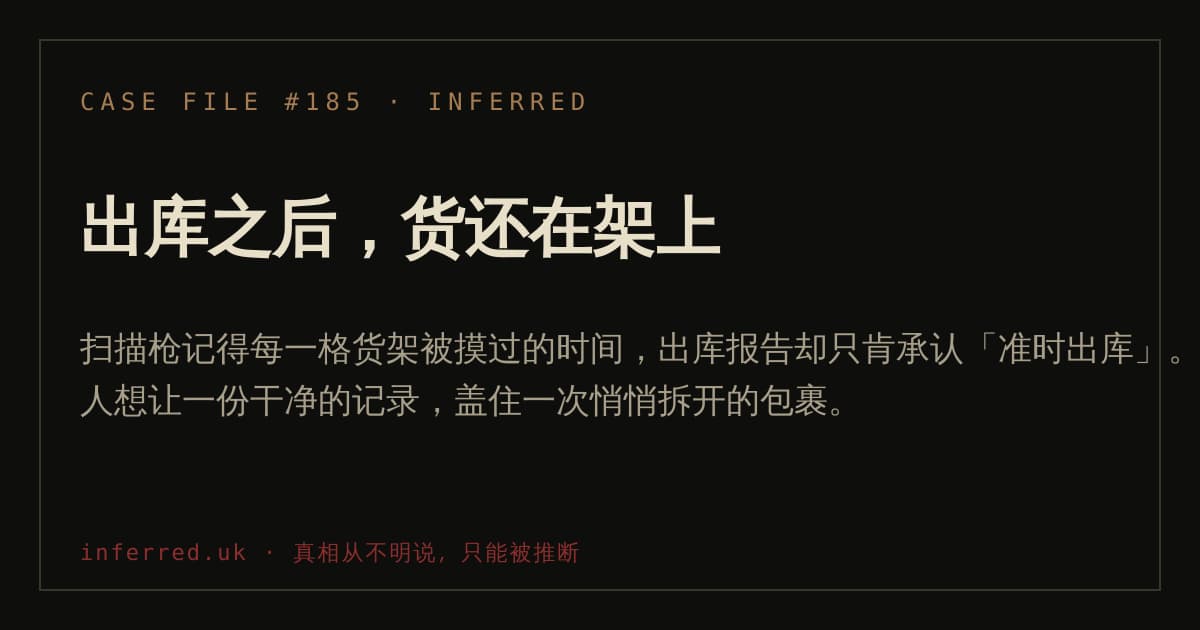 CASE FILE #185 · INFERRED
出库之后，货还在架上
扫描枪记得每一格货架被摸过的时间，出库报告却只肯承认「准时出库」。
人想让一份干净的记录，盖住一次悄悄拆开的包裹。
inferred.uk · 真相从不明说，只能被推断